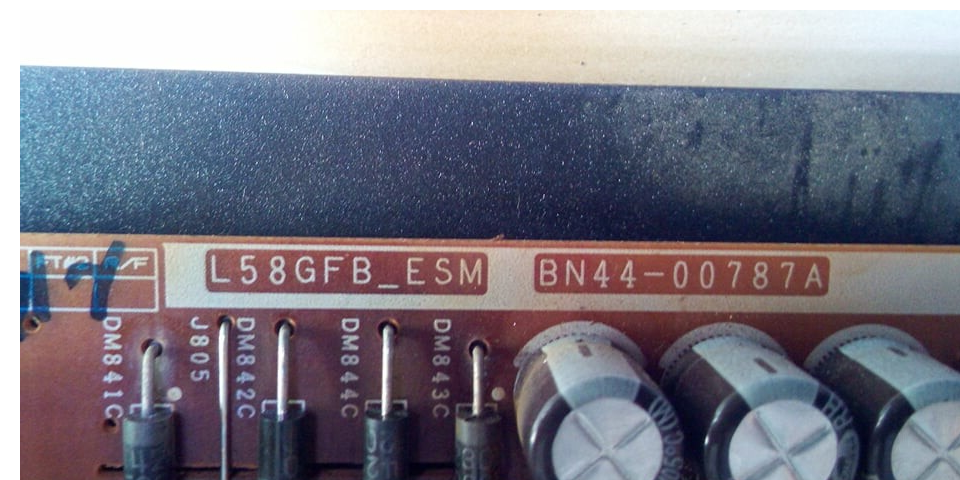 L58GFB_ESM BN44-00787A
DM841C
J805
DM842C
DM844C
DM843C